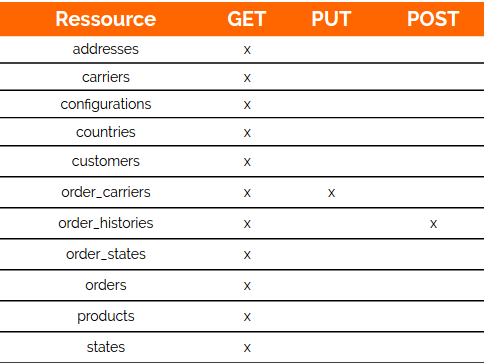 Ressource GET PUT POST
addresses x
carriers x
configurations x
countries x
customers x
order_carriers x x
order_histories x x
order_states x
orders x
products x
states x